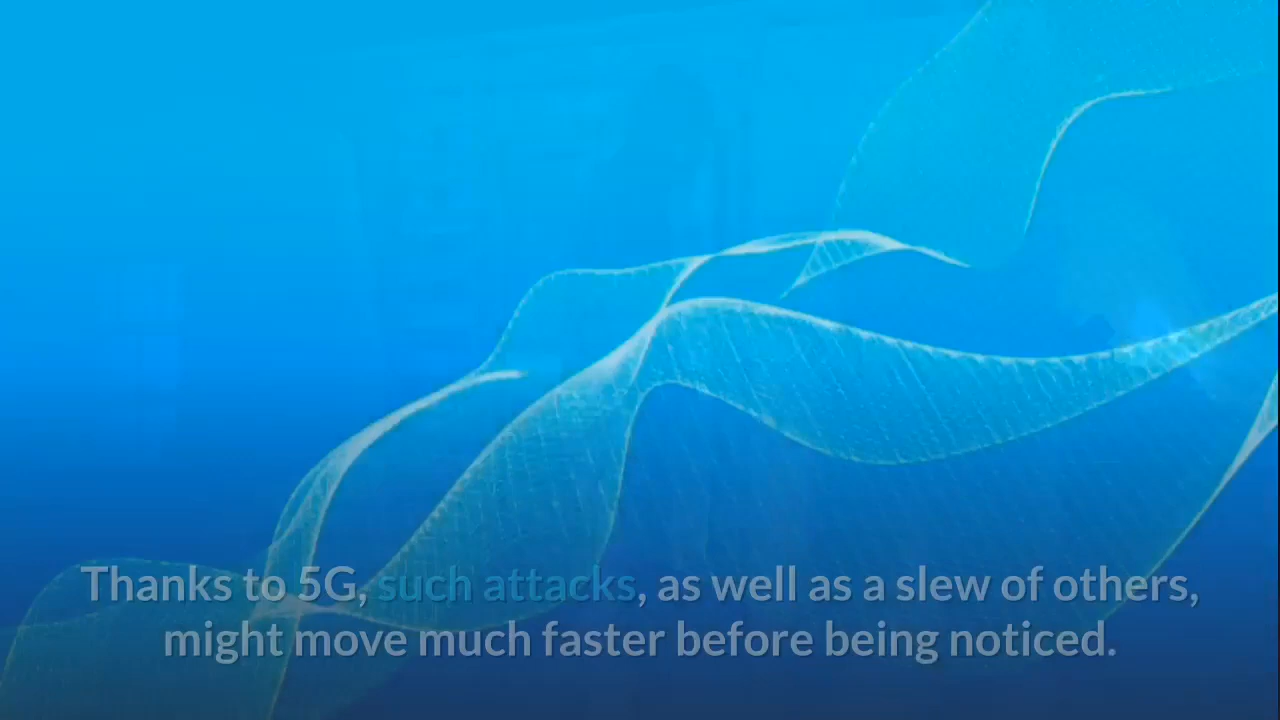 Thanks to 5G, such attacks, as well as a slew of others,
might move much faster before being noticed.